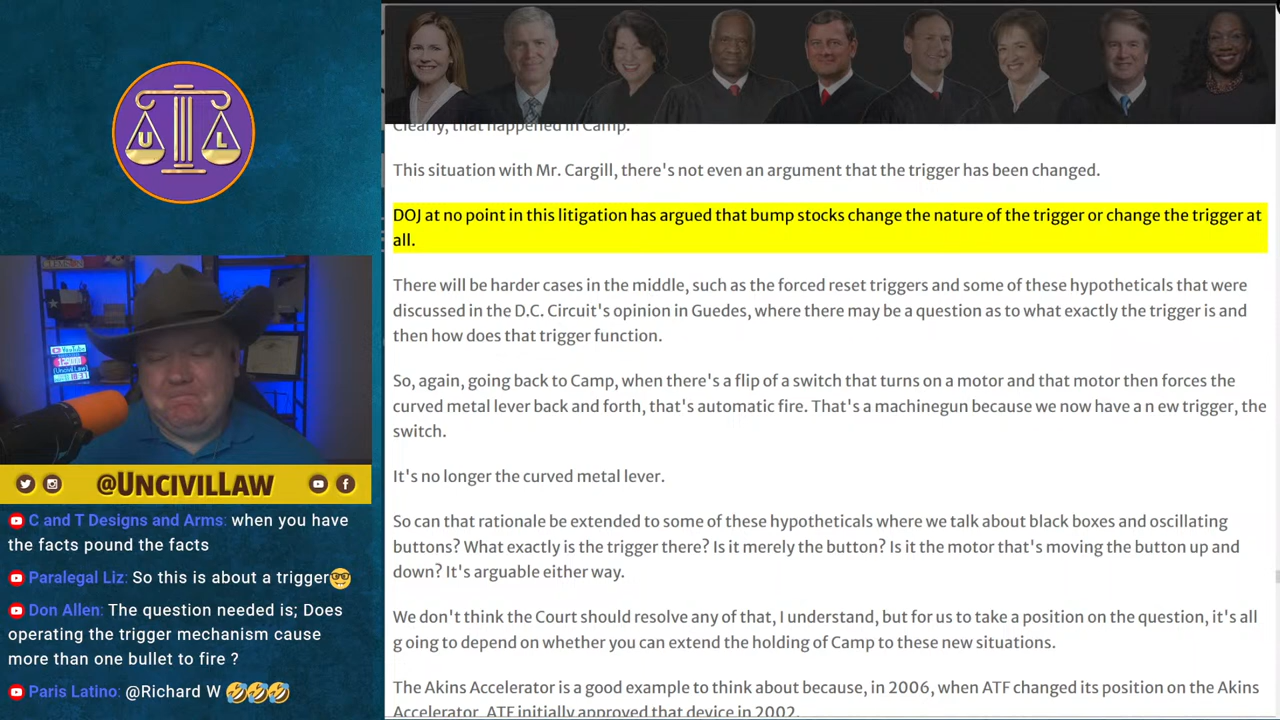 U L
@UNCIVILLAW
C and T Designs and Arms: when you have
the facts pound the facts
Paralegal Liz: So this is about a trigger🤓
Don Allen: The question needed is; Does
operating the trigger mechanism cause
more than one bullet to fire ?
Paris Latino: @Richard W 🤣🤣🤣
Clearly, that happened in Camp.
This situation with Mr. Cargill, there's not even an argument that the trigger has been changed.
DOJ at no point in this litigation has argued that bump stocks change the nature of the trigger or change the trigger at
all.
There will be harder cases in the middle, such as the forced reset triggers and some of these hypotheticals that were
discussed in the D.C. Circuit's opinion in Guedes, where there may be a question as to what exactly the trigger is and
then how does that trigger function.
So, again, going back to Camp, when there's a flip of a switch that turns on a motor and that motor then forces the
curved metal lever back and forth, that's automatic fire. That's a machinegun because we now have a n ew trigger, the
switch.
It's no longer the curved metal lever.
So can that rationale be extended to some of these hypotheticals where we talk about black boxes and oscillating
buttons? What exactly is the trigger there? Is it merely the button? Is it the motor that's moving the button up and
down? It's arguable either way.
We don't think the Court should resolve any of that, I understand, but for us to take a position on the question, it's all
g oing to depend on whether you can extend the holding of Camp to these new situations.
The Akins Accelerator is a good example to think about because, in 2006, when ATF changed its position on the Akins
Accelerator, ATF initially approved that device in 2002.